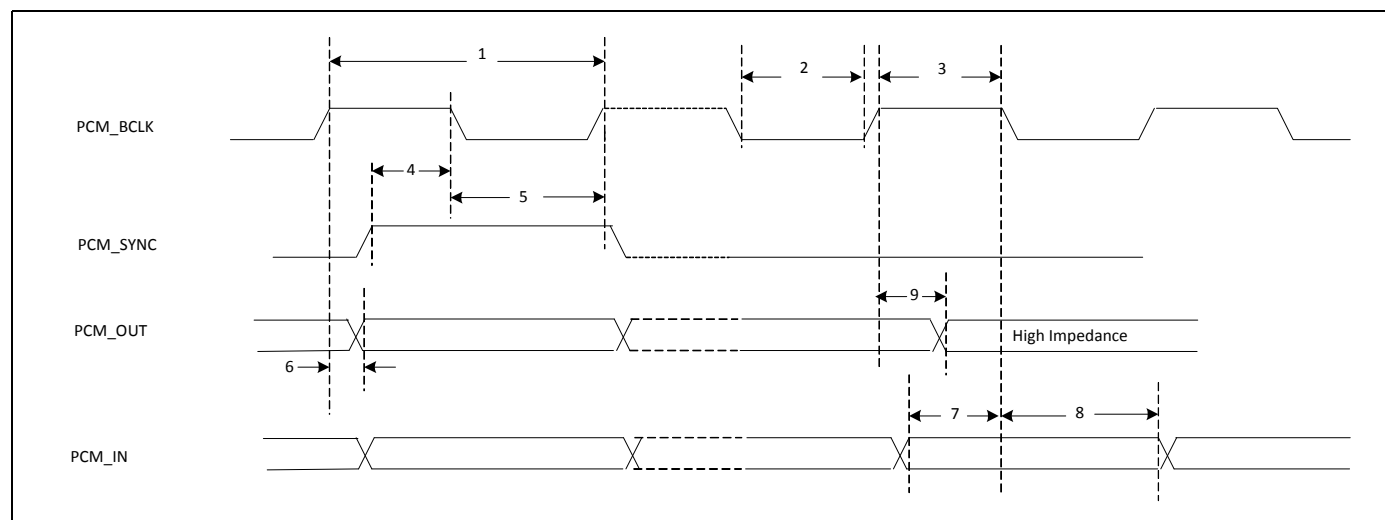 1
2
3
PCM_BCLK
4
5
PCM_SYNC
9
PCM_OUT
High Impedance
6
7
8
PCM_IN